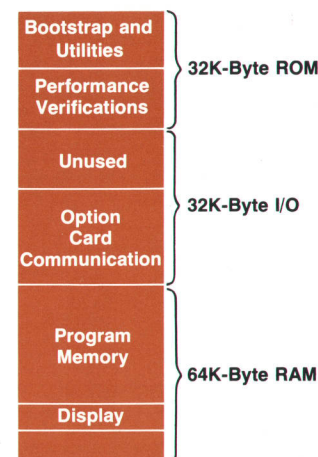 Bootstrap and
Utilities
Performance
Verifications
32K-Byte ROM
Unused
Option
Card
Communication
32K-Byte I/O
Program
Memory
Display
64K-Byte RAM